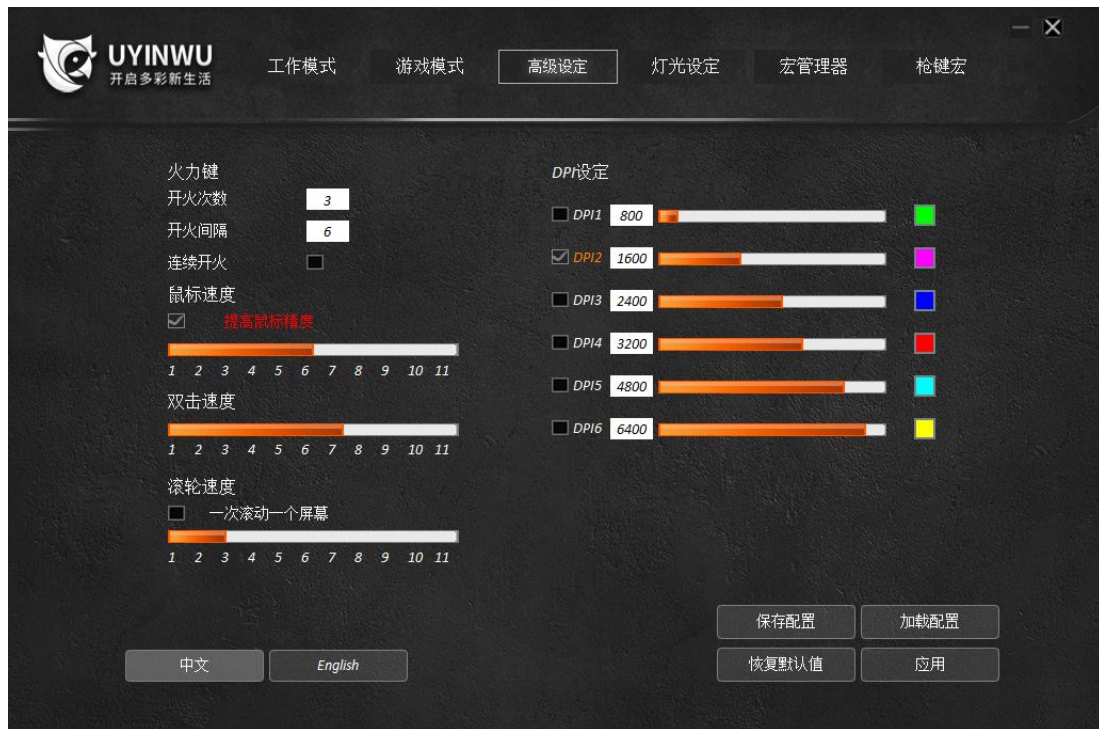 UYINWU
开启多彩新生活
工作模式 游戏模式 高级设定 灯光设定 宏管理器 枪键宏
火力键
开火次数 3
开火间隔 6
连续开火
鼠标速度
提高鼠标精度
1 2 3 4 5 6 7 8 9 10 11
双击速度
1 2 3 4 5 6 7 8 9 10 11
滚轮速度
一次滚动一个屏幕
1 2 3 4 5 6 7 8 9 10 11
DPI设定
DPI1 800
DPI2 1600
DPI3 2400
DPI4 3200
DPI5 4800
DPI6 6400
保存配置 加载配置
中文 English 恢复默认值 应用